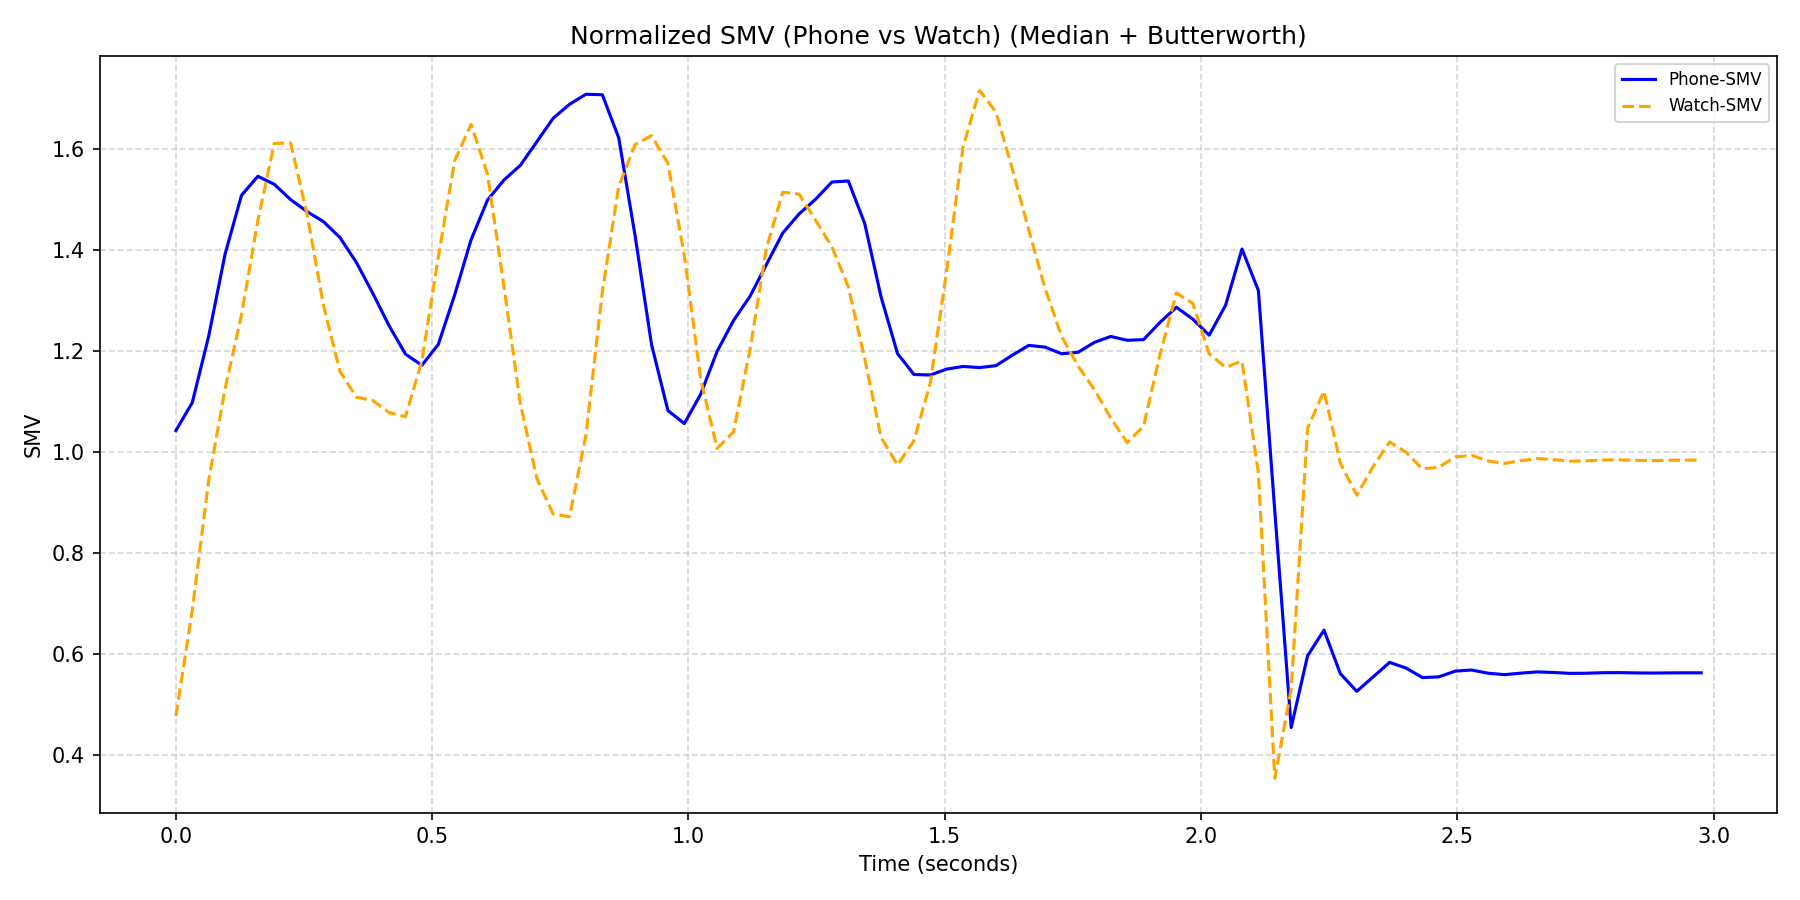 Normalized SMV (Phone vs Watch) (Median + Butterworth)
Phone-SMV
Watch-SMV
SMV
1.6
1.4
1.2
1.0
0.8
0.6
0.4
0.0 0.5 1.0 1.5 2.0 2.5 3.0
Time (seconds)